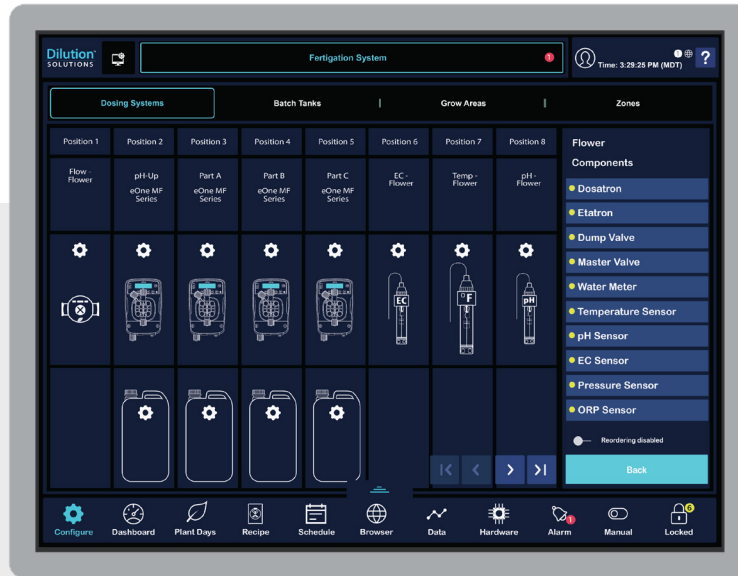 Dilution
SOLUTIONS
Fertigation System
1
1
Time: 3:29:25 PM (MDT)
?
Dosing Systems
Batch Tanks
Grow Areas
Zones
Position 1
Position 2
Position 3
Position 4
Position 5
Position 6
Position 7
Position 8
Flow -
Flower
pH-Up
eOne MF
Series
Part A
eOne MF
Series
Part B
eOne MF
Series
Part C
eOne MF
Series
EC -
Flower
Temp -
Flower
pH -
Flower
EC
°F
pH
Flower
Components
Dosatron
Etatron
Dump Valve
Master Valve
Water Meter
Temperature Sensor
pH Sensor
EC Sensor
Pressure Sensor
ORP Sensor
Reordering disabled
Back
Configure
Dashboard
Plant Days
Recipe
Schedule
Browser
Data
Hardware
Alarm
1
Manual
Locked
6